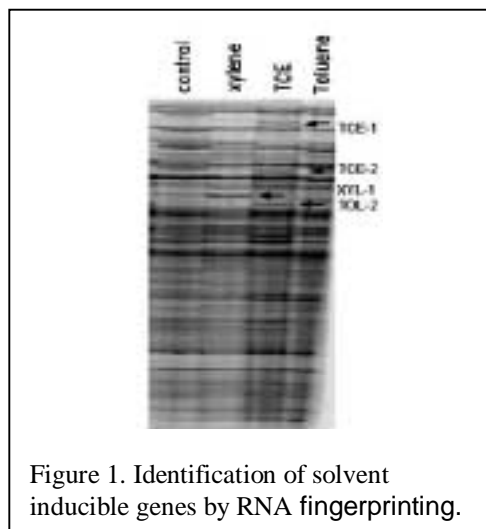 control
xylene
TCE
Toluene
TCE-1
TCE-2
XYL-1
TOL-2
Figure 1. Identification of solvent
inducible genes by RNA fingerprinting.